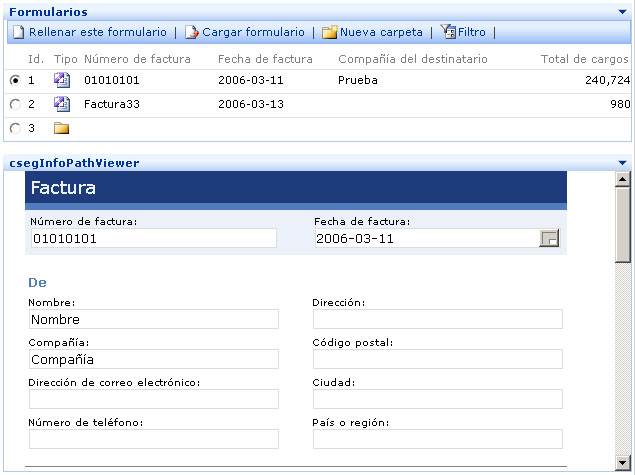 Formularios
Rellenar este formulario | Cargar formulario | Nueva carpeta | Filtro |
Id. Tipo Número de factura Fecha de factura Compañía del destinatario Total de cargos
1 01010101 2006-03-11 Prueba 240,724
2 Factura33 2006-03-13 980
3
csegInfoPathViewer
Factura
Número de factura: Fecha de factura:
01010101 2006-03-11
De
Nombre: Dirección:
Nombre
Compañía: Código postal:
Compañía
Dirección de correo electrónico: Ciudad:
Número de teléfono: País o región: